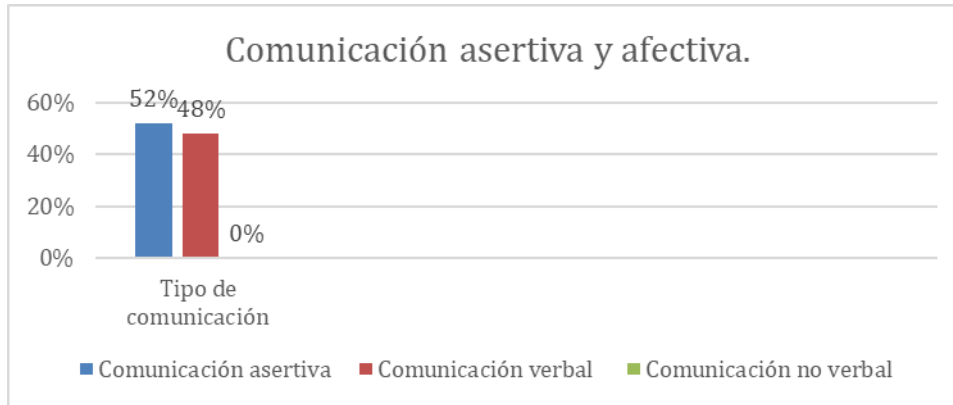 Comunicación asertiva y afectiva.
52%
48%
60%
40%
20%
0%
0%
Tipo de
comunicación
Comunicación asertiva
Comunicación verbal
Comunicación no verbal